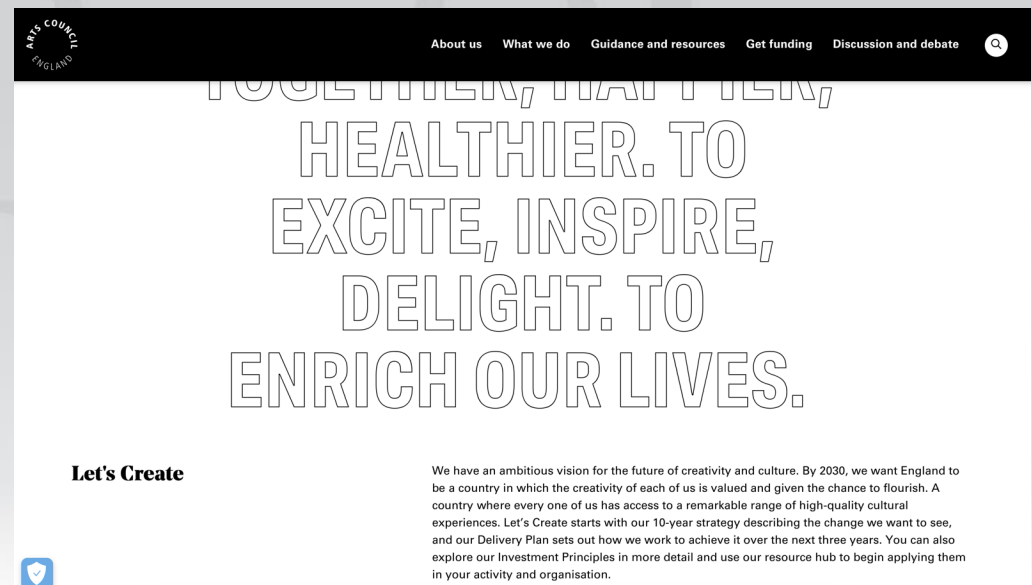 ARTS COUNCIL
ENGLAND
About us
What we do
Guidance and resources
Get funding
Discussion and debate
TOGETHER, HAPPIER,
HEALTHIER. TO
EXCITE, INSPIRE,
DELIGHT. TO
ENRICH OUR LIVES.
Let's Create
We have an ambitious vision for the future of creativity and culture. By 2030, we want England to
be a country in which the creativity of each of us is valued and given the chance to flourish. A
country where every one of us has access to a remarkable range of high-quality cultural
experiences. Let’s Create starts with our 10-year strategy describing the change we want to see,
and our Delivery Plan sets out how we work to achieve it over the next three years. You can also
explore our Investment Principles in more detail and use our resource hub to begin applying them
in your activity and organisation.